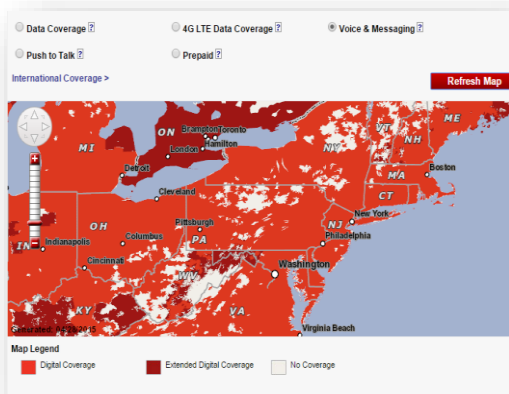 Data Coverage ?
4G LTE Data Coverage ?
Voice & Messaging ?
Push to Talk ?
Prepaid ?
International Coverage >
Refresh Map
ME
ON
Brampton Toronto
VT
NH
MI
London Hamilton
NY
Detroit
MA
Boston
Cleveland
CT
OH
Pittsburgh
NJ
New York
IN
Indianapolis
Columbus
PA
Philadelphia
Cincinnati
Washington
WV
KY
VA
Virginia Beach
Map Legend
Digital Coverage
Extended Digital Coverage
No Coverage